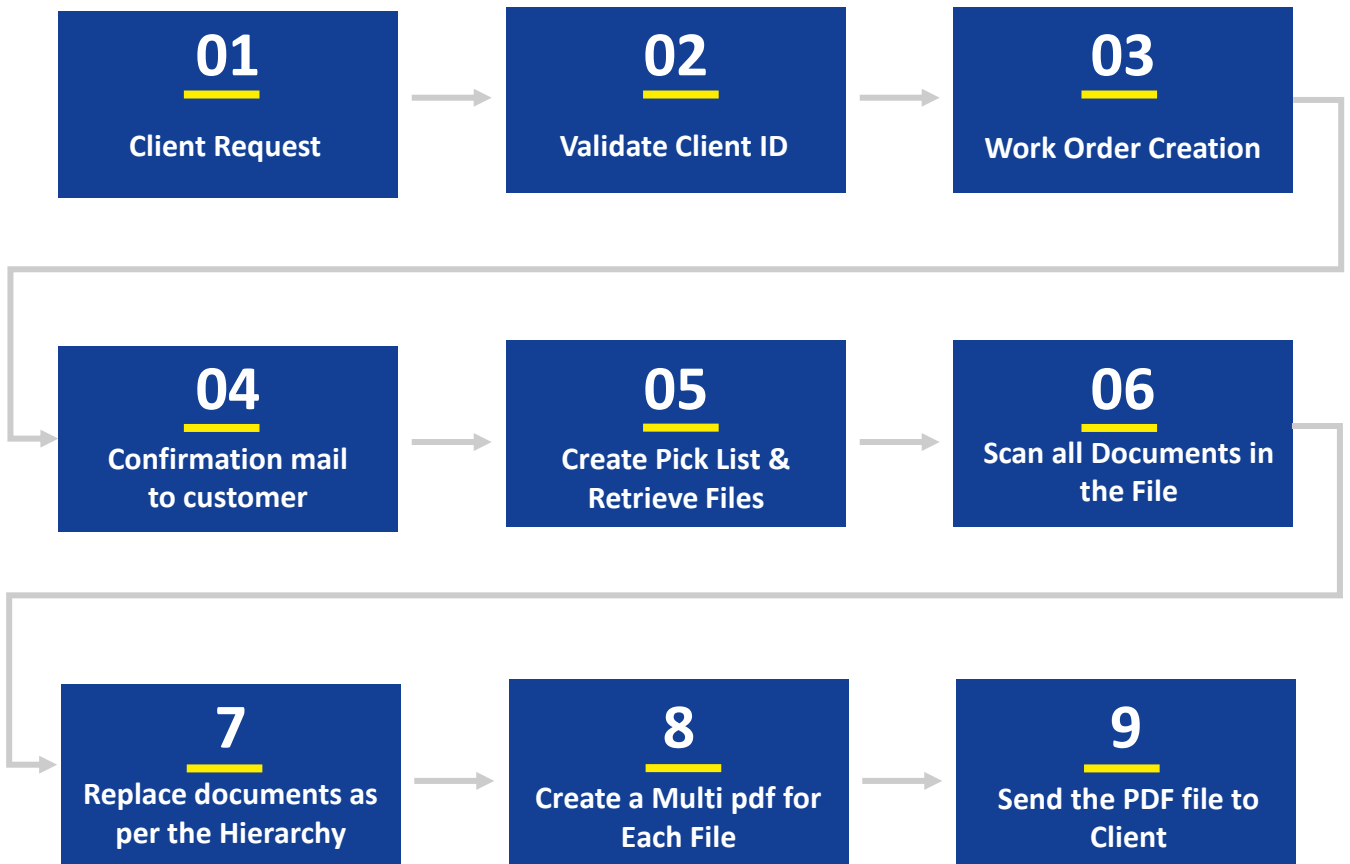 01
Client Request
02
Validate Client ID
03
Work Order Creation
04
Confirmation mail
to customer
05
Create Pick List &
Retrieve Files
06
Scan all Documents in
the File
7
Replace documents as
per the Hierarchy
8
Create a Multi pdf for
Each File
9
Send the PDF file to
Client